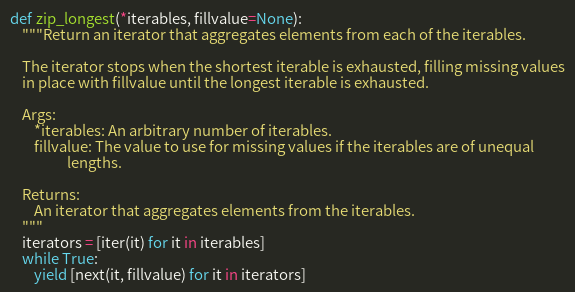 def zip_longest(*iterables, fillvalue=None):
"""Return an iterator that aggregates elements from each of the iterables.
The iterator stops when the shortest iterable is exhausted, filling missing values
in place with fillvalue until the longest iterable is exhausted.
Args:
*iterables: An arbitrary number of iterables.
fillvalue: The value to use for missing values if the iterables are of unequal
lengths.
Returns:
An iterator that aggregates elements from the iterables.
"""
iterators = [iter(it) for it in iterables]
while True:
yield [next(it, fillvalue) for it in iterators]